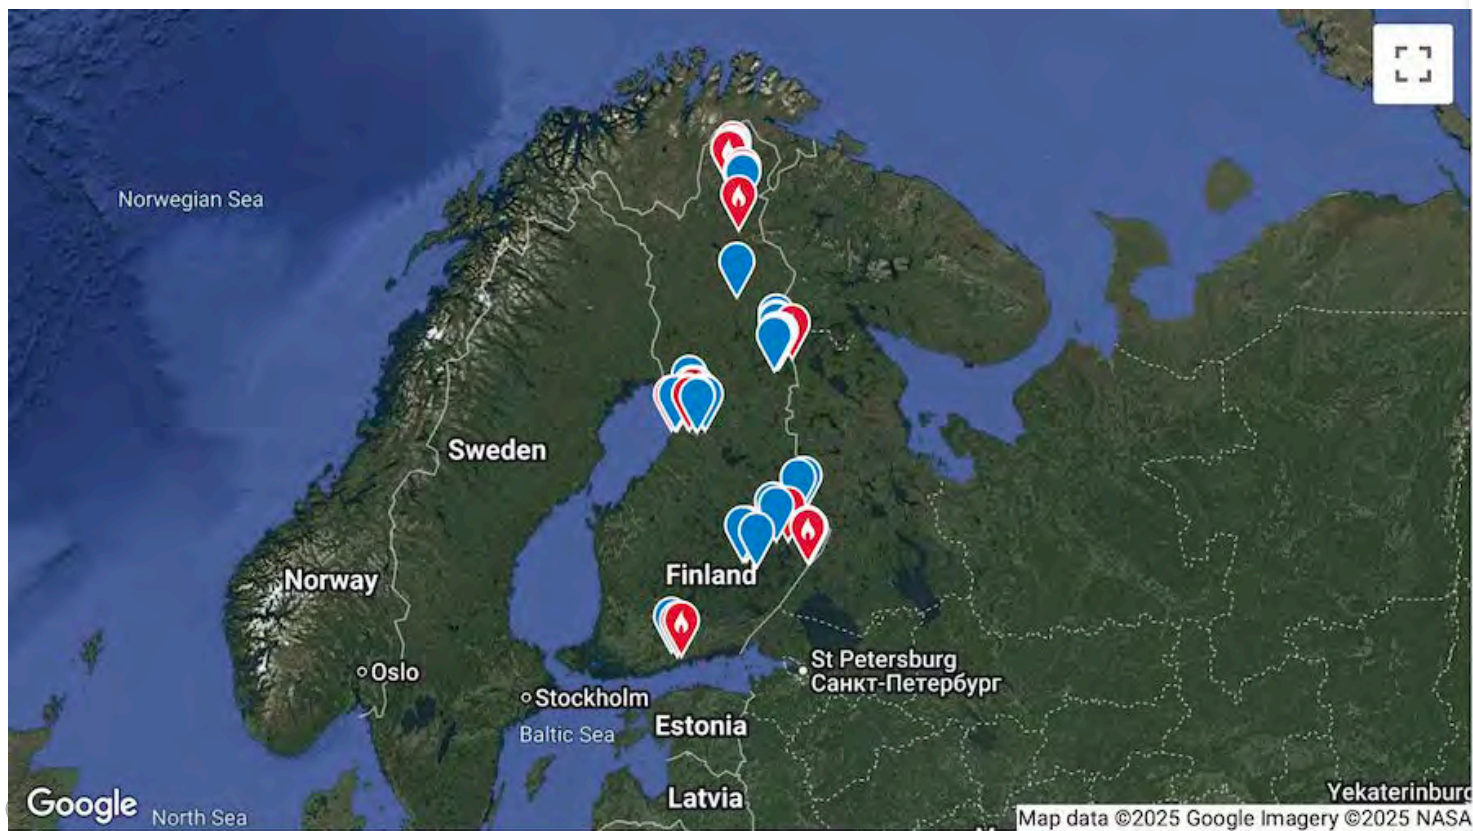 Norwegian Sea
Sweden
Norway
Finland
Oslo
St Petersburg
Санкт-Петербург
Stockholm
Estonia
Baltic Sea
Latvia
Yekaterinburg
Google
North Sea
Map data ©2025 Google Imagery ©2025 NASA